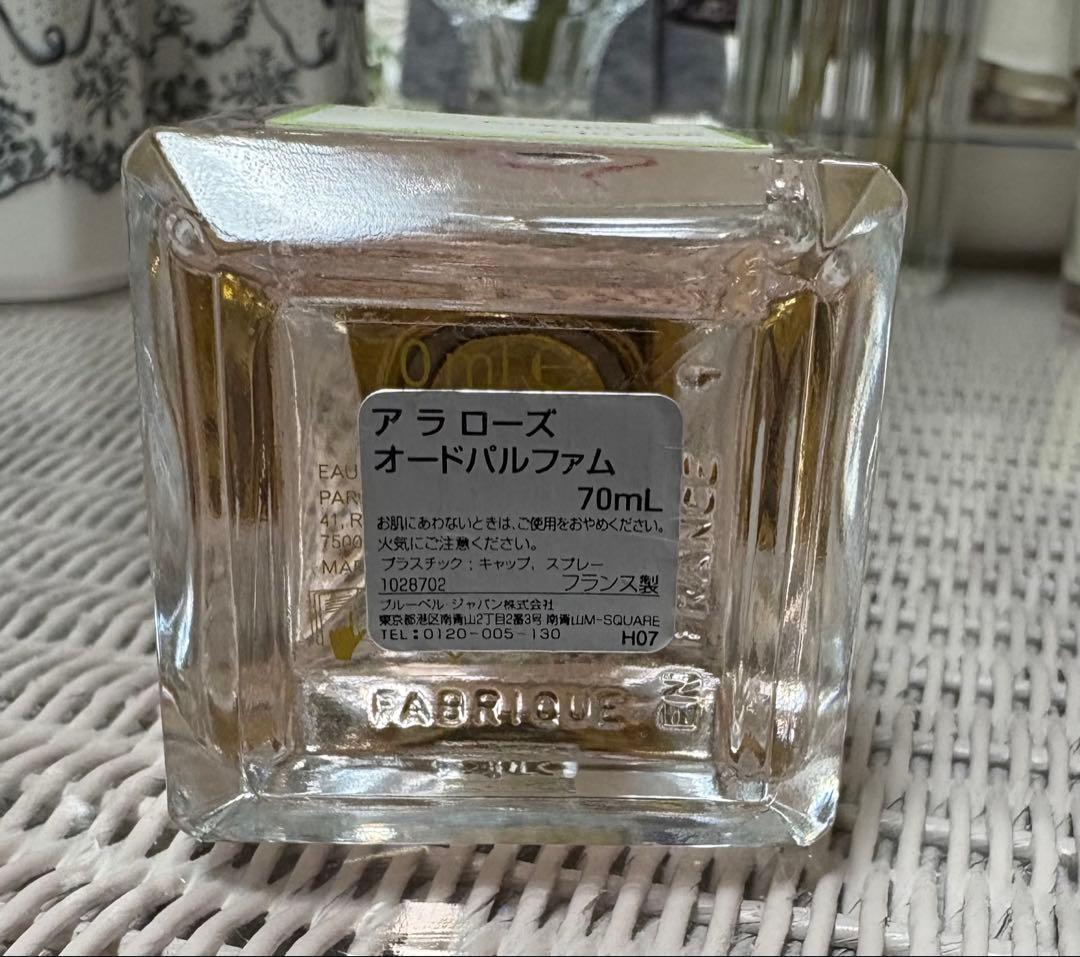 0 ml e
ア ラ ローズ
オードパルファム
70mL
お肌にあわないときは、ご使用をおやめください。
火気にご注意ください。
プラスチック：キャップ、スプレー
1028702 フランス製
ブルーベル・ジャパン株式会社
東京都港区南青山2丁目2番3号 南青山M-SQUARE
TEL：0120-005-130 H07
EAU
PAR
41, R
7500
MA
FABRIQUE
EN FRANCE